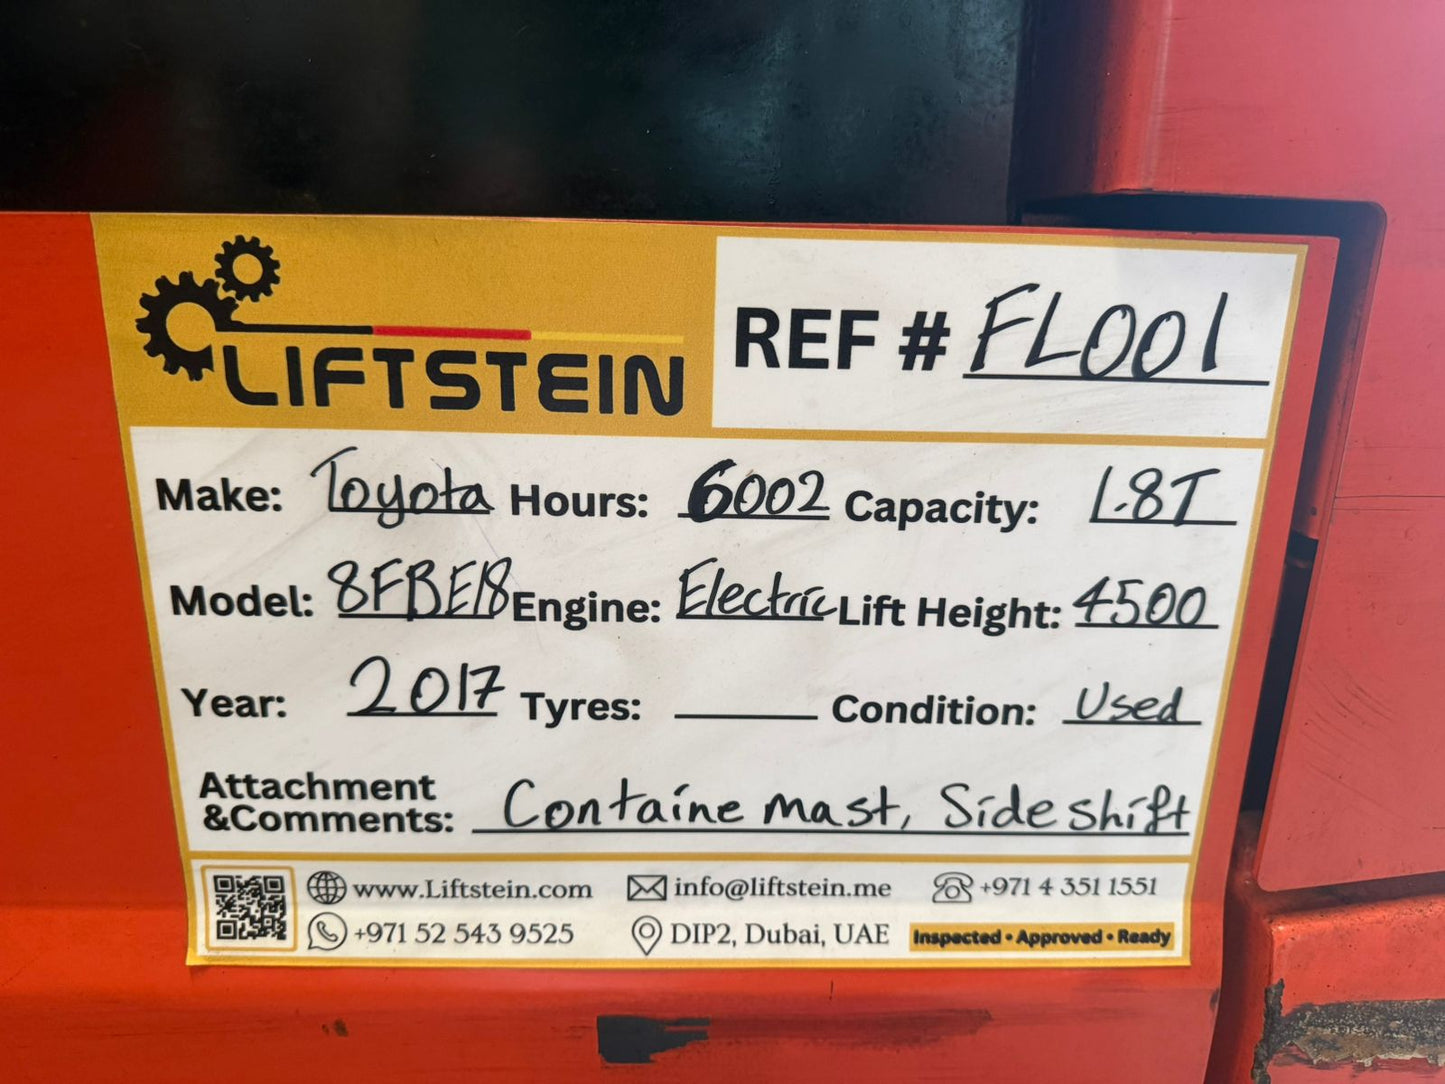 LIFTSTEIN
REF # FL001
Make: Toyota Hours: 6002 Capacity: 1.8T
Model: 8FBE18 Engine: Electric Lift Height: 4500
Year: 2017 Tyres: Condition: Used
Attachment
&Comments: Containe mast, Side shift
www.Liftstein.com info@liftstein.me +971 4 351 1551
+971 52 543 9525 DIP2, Dubai, UAE Inspected • Approved • Ready